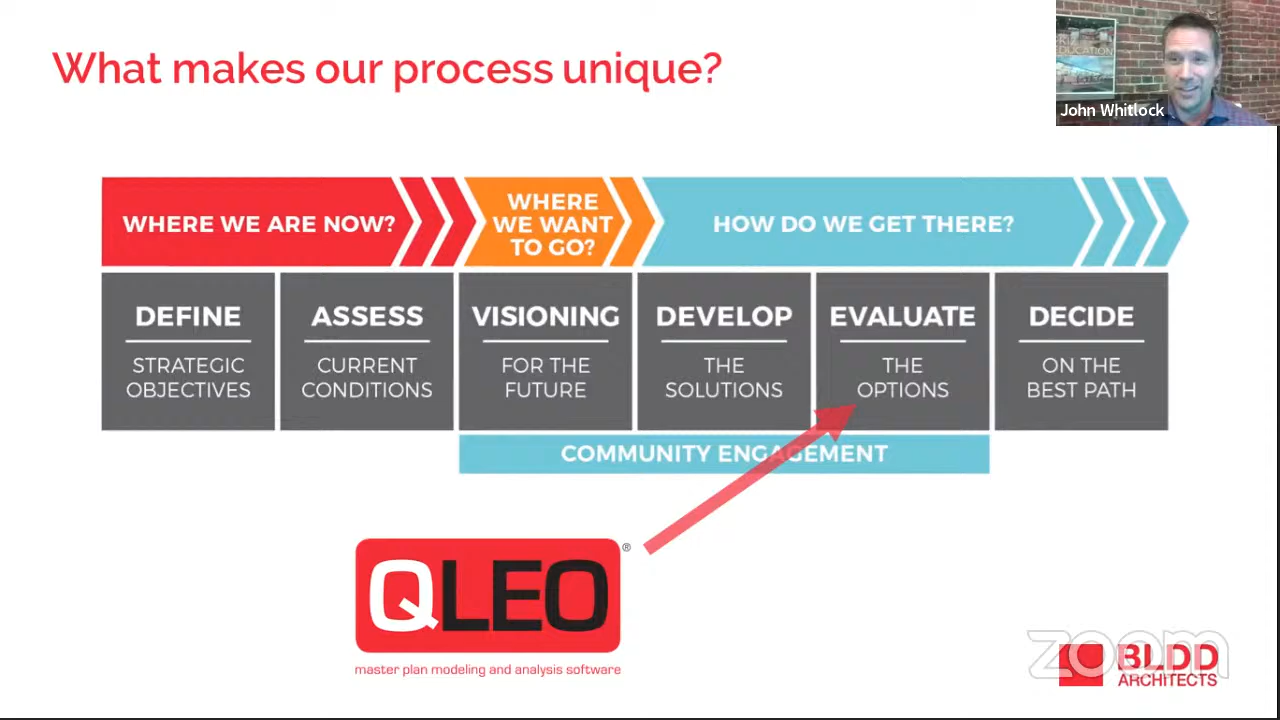 What makes our process unique?
RIZ
EDUCATION
John Whitlock
WHERE WE ARE NOW?
WHERE
WE WANT
TO GO?
HOW DO WE GET THERE?
DEFINE
STRATEGIC
OBJECTIVES
ASSESS
CURRENT
CONDITIONS
VISIONING
FOR THE
FUTURE
DEVELOP
THE
SOLUTIONS
EVALUATE
THE
OPTIONS
DECIDE
ON THE
BEST PATH
COMMUNITY ENGAGEMENT
QLEO®
master plan modeling and analysis software
zoom
BLDD
ARCHITECTS